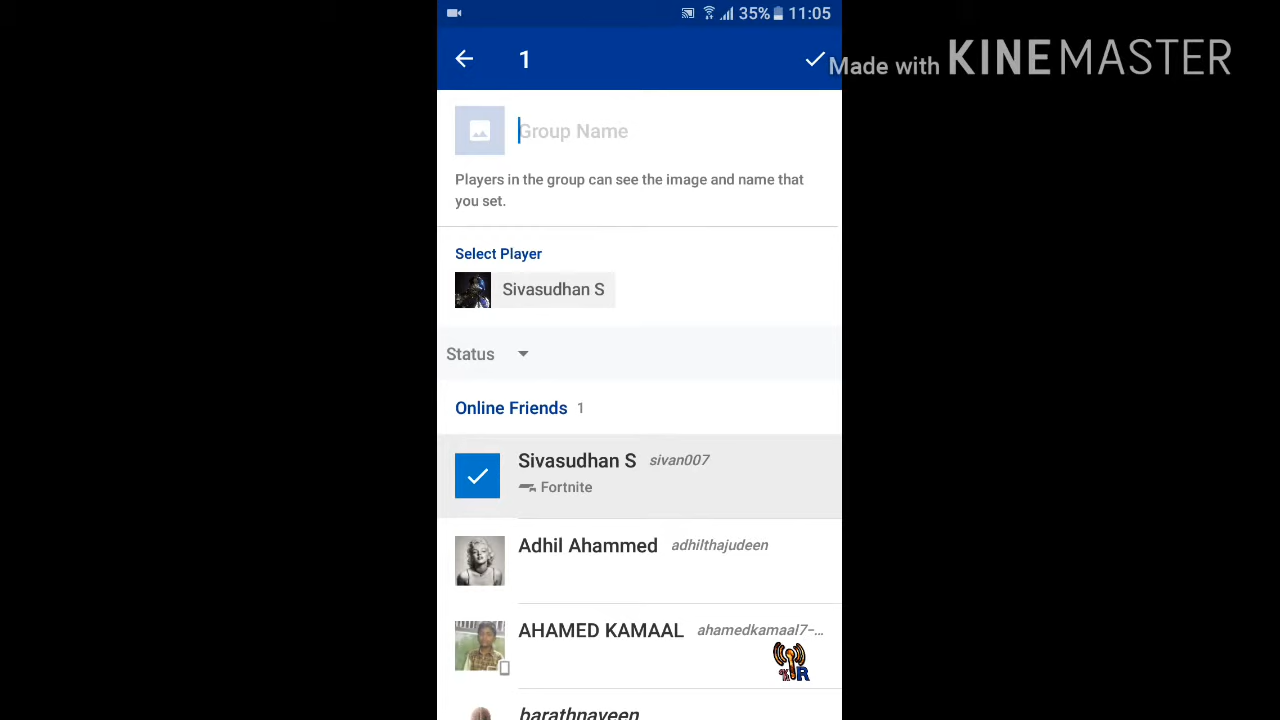 35% 11:05
1
Made with KINEMASTER
Group Name
Players in the group can see the image and name that
you set.
Select Player
Sivasudhan S
Status
Online Friends 1
Sivasudhan S sivan007
Fortnite
Adhil Ahammed adhilthajudeen
AHAMED KAMAAL ahamedkamaal7-...
barathnaveen